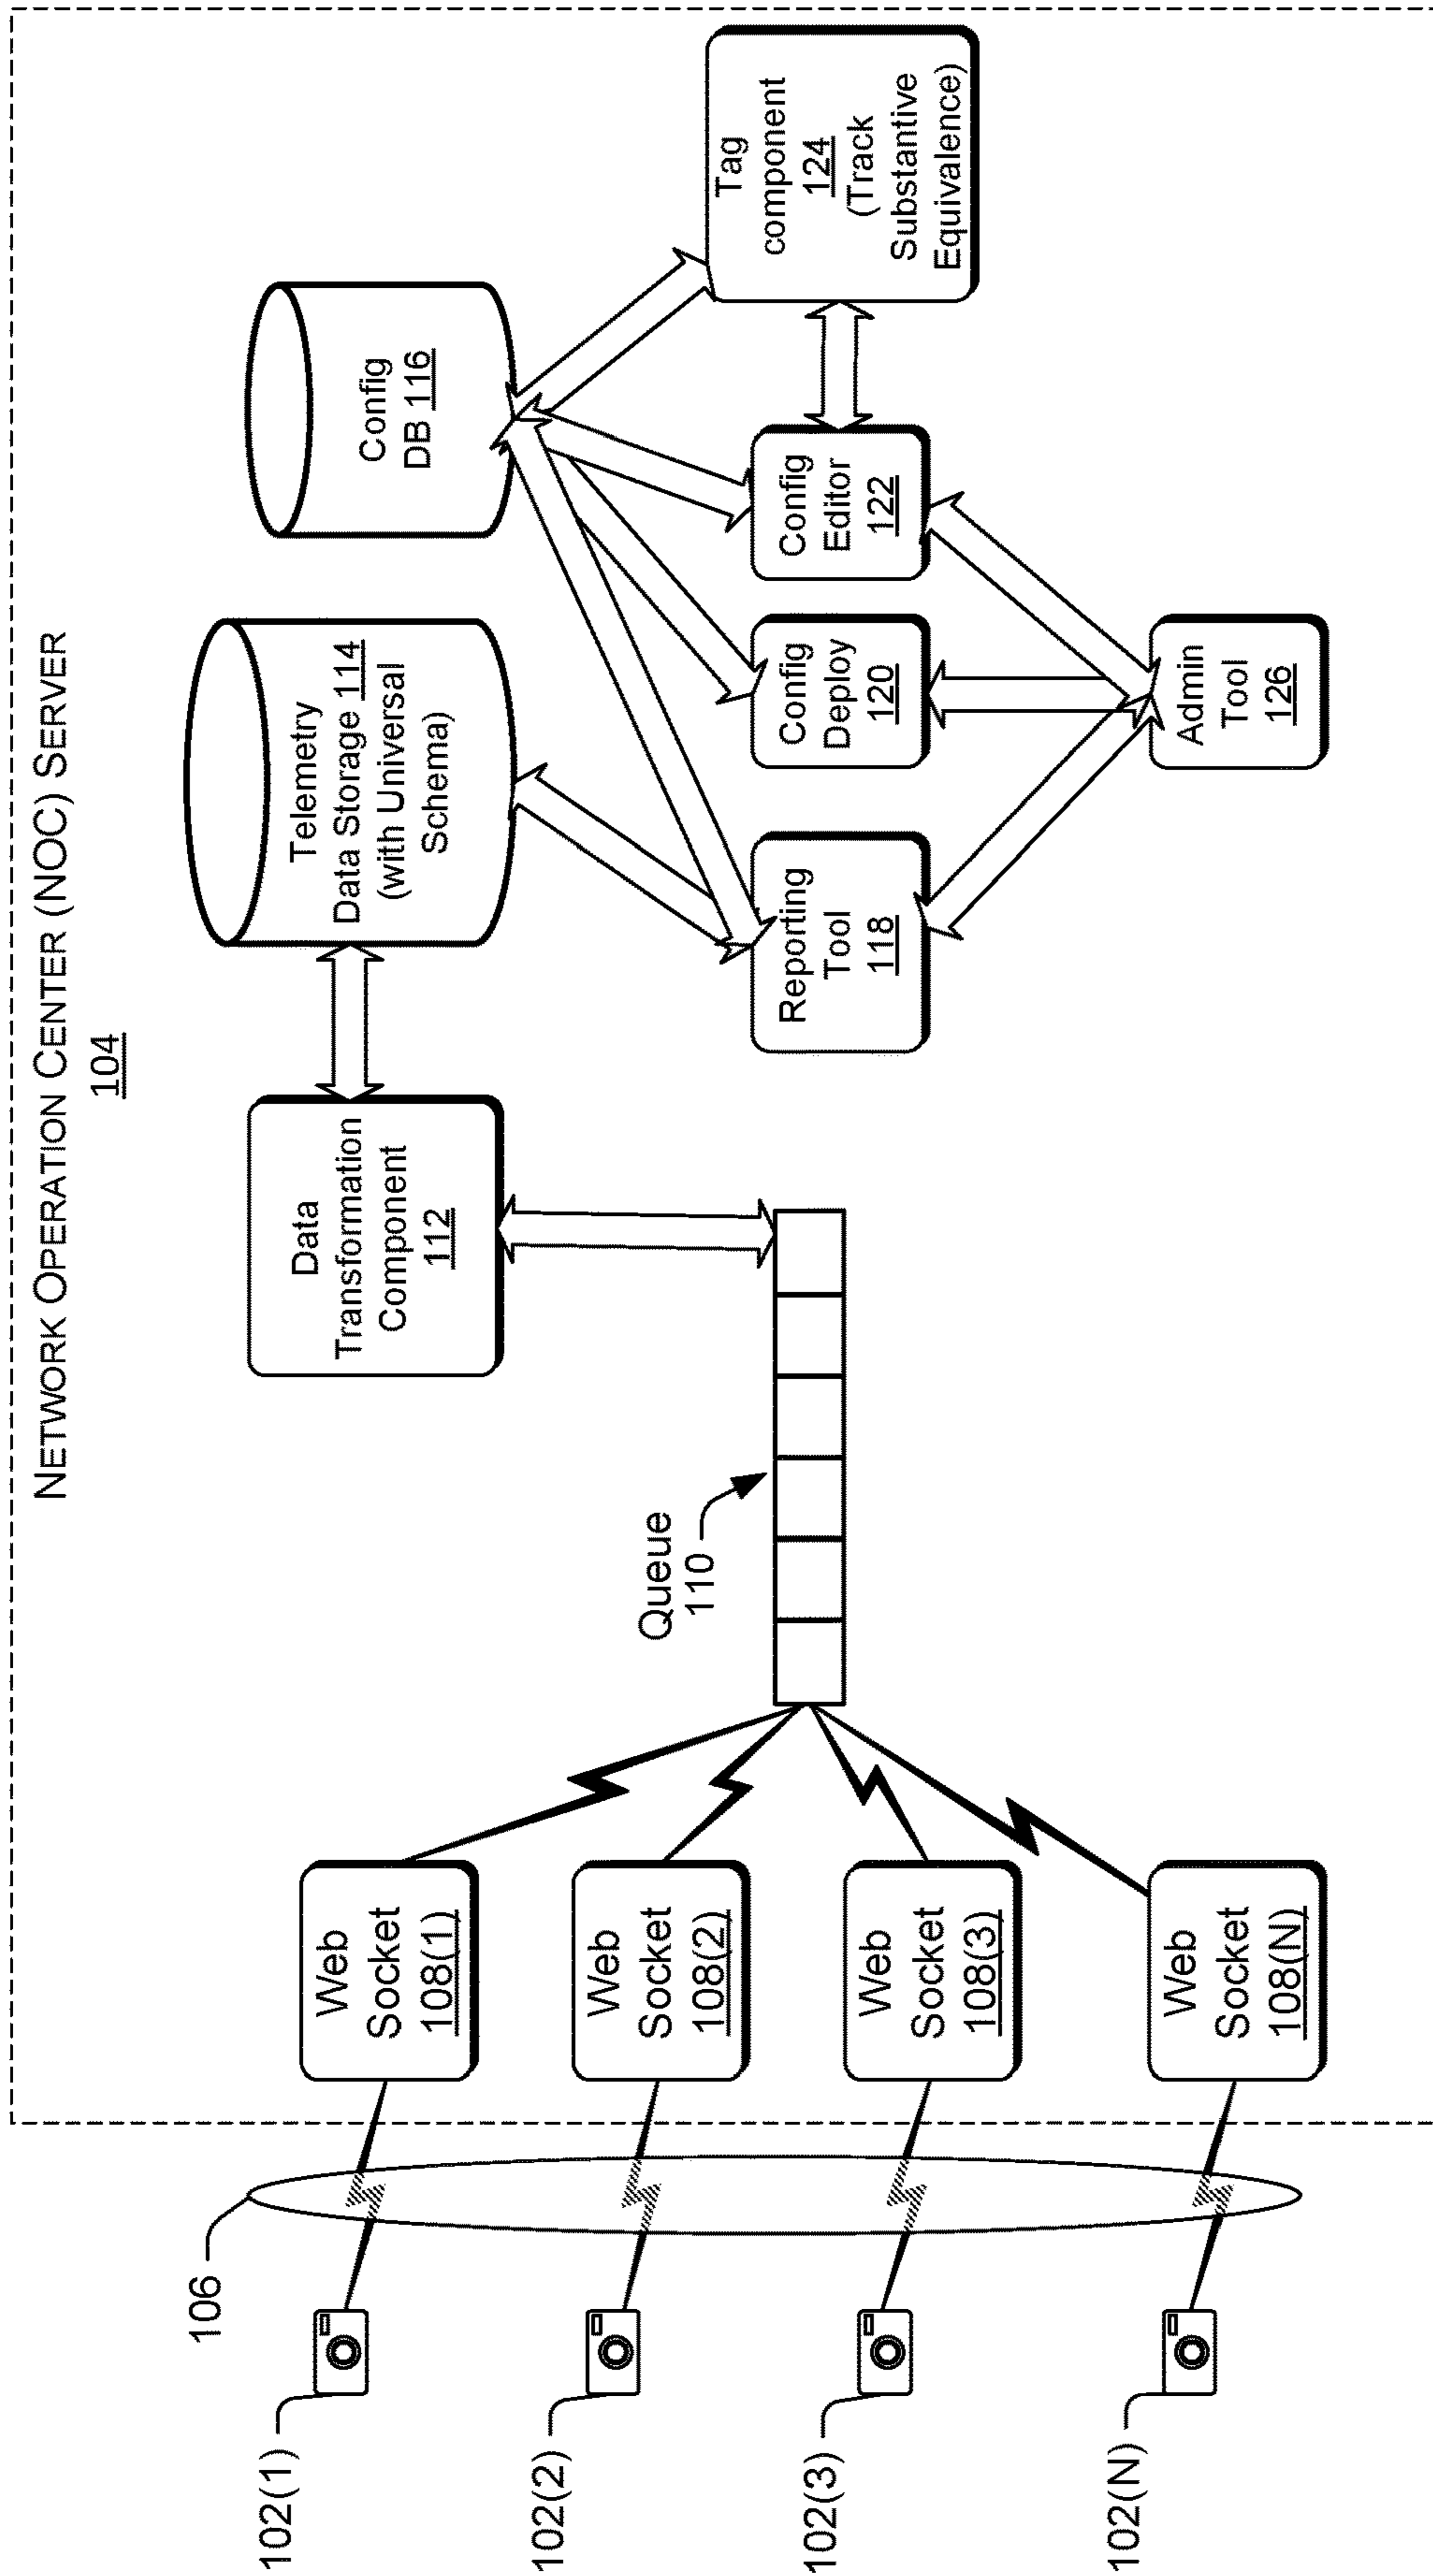 NETWORK OPERATION CENTER (NOC) SERVER
104
102(1)
102(2)
102(3)
102(N)
106
Web
Socket
108(1)
Web
Socket
108(2)
Web
Socket
108(3)
Web
Socket
108(N)
Queue
110
Data
Transformation
Component
112
Telemetry
Data Storage 114
(with Universal
Schema)
Config
DB 116
Reporting
Tool
118
Config
Deploy
120
Config
Editor
122
Tag
component
124
(Track
Substantive
Equivalence)
Admin
Tool
126